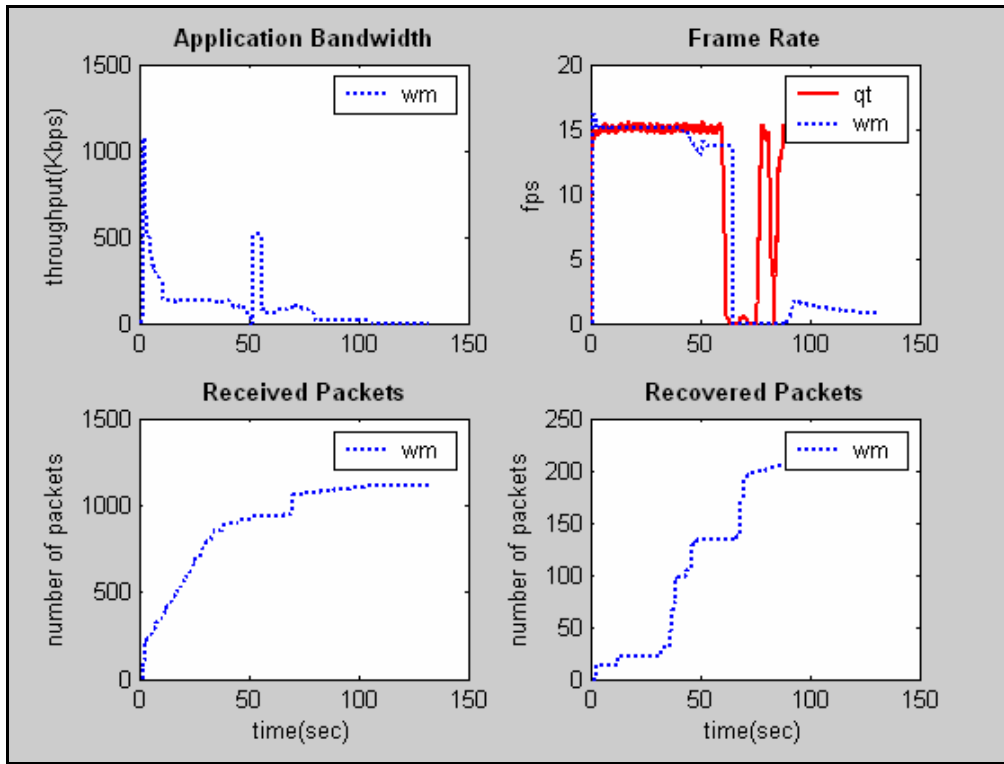 Application Bandwidth
1500
1000
500
0
throughput(Kbps)
0 50 100 150
wm
Frame Rate
20
15
10
5
0
fps
0 50 100 150
qt
wm
Received Packets
1500
1000
500
0
number of packets
0 50 100 150
time(sec)
wm
Recovered Packets
250
200
150
100
50
0
number of packets
0 50 100 150
time(sec)
wm